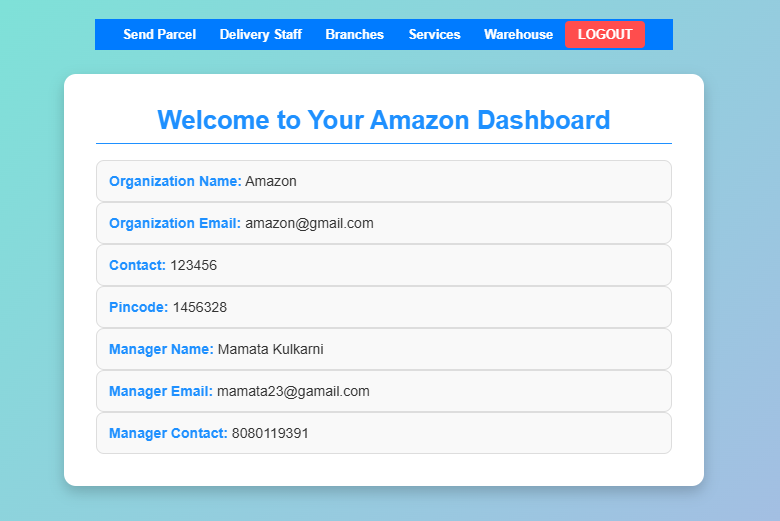 Send Parcel Delivery Staff Branches Services Warehouse LOGOUT
Welcome to Your Amazon Dashboard
Organization Name: Amazon
Organization Email: amazon@gmail.com
Contact: 123456
Pincode: 1456328
Manager Name: Mamata Kulkarni
Manager Email: mamata23@gamail.com
Manager Contact: 8080119391